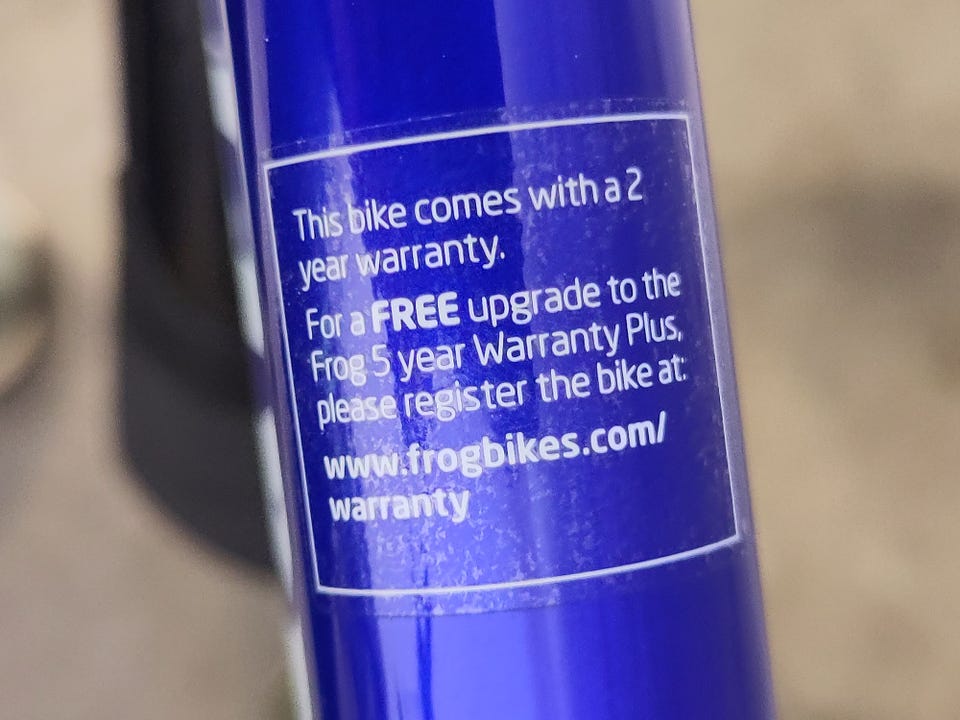 This bike comes with a 2
year warranty.
For a FREE upgrade to the
Frog 5 year Warranty Plus,
please register the bike at:
www.frogbikes.com/
warranty